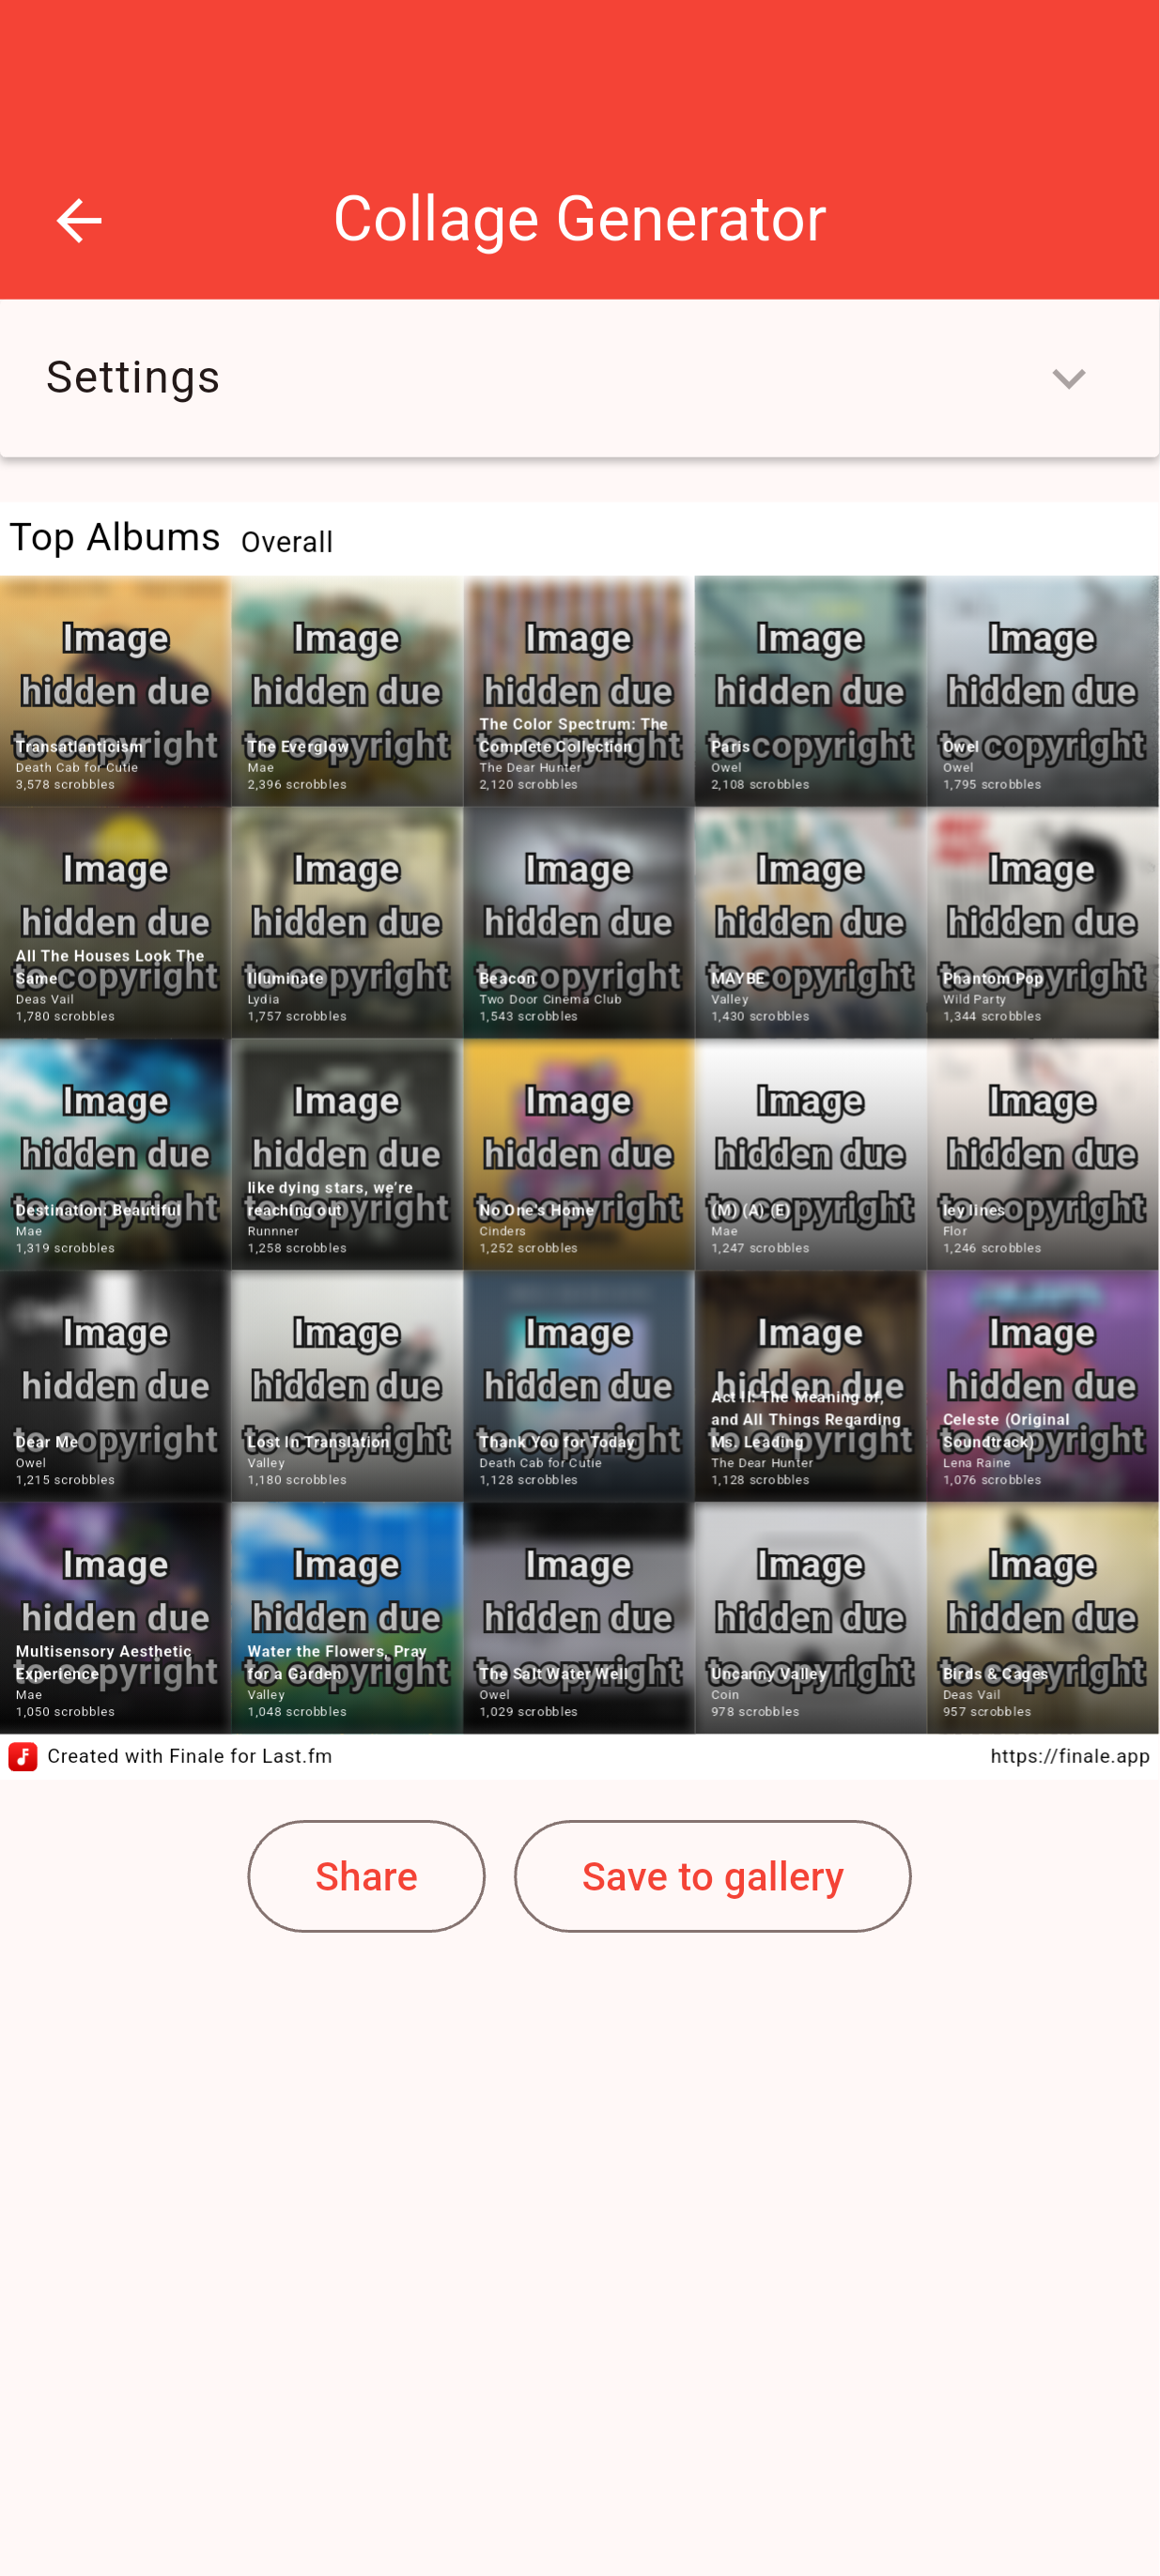 Collage Generator
Settings
Top Albums Overall
Image
hidden due
to copyright
Transatlanticism
Death Cab for Cutie
3,578 scrobbles
Image
hidden due
to copyright
The Everglow
Mae
2,396 scrobbles
Image
hidden due
to copyright
The Color Spectrum: The
Complete Collection
The Dear Hunter
2,120 scrobbles
Image
hidden due
to copyright
Paris
Owel
2,108 scrobbles
Image
hidden due
to copyright
Owel
Owel
1,795 scrobbles
Image
hidden due
to copyright
All The Houses Look The
Same
Deas Vail
1,780 scrobbles
Image
hidden due
to copyright
Illuminate
Lydia
1,757 scrobbles
Image
hidden due
to copyright
Beacon
Two Door Cinema Club
1,543 scrobbles
Image
hidden due
to copyright
MAYBE
Valley
1,430 scrobbles
Image
hidden due
to copyright
Phantom Pop
Wild Party
1,344 scrobbles
Image
hidden due
to copyright
Destination: Beautiful
Mae
1,319 scrobbles
Image
hidden due
to copyright
like dying stars, we're
reaching out
Runnner
1,258 scrobbles
Image
hidden due
to copyright
No One's Home
Cinders
1,252 scrobbles
Image
hidden due
to copyright
(M) (A) (E)
Mae
1,247 scrobbles
Image
hidden due
to copyright
ley lines
Flor
1,246 scrobbles
Image
hidden due
to copyright
Dear Me
Owel
1,215 scrobbles
Image
hidden due
to copyright
Lost In Translation
Valley
1,180 scrobbles
Image
hidden due
to copyright
Thank You for Today
Death Cab for Cutie
1,128 scrobbles
Image
hidden due
to copyright
Act II: The Meaning of,
and All Things Regarding
Ms. Leading
The Dear Hunter
1,128 scrobbles
Image
hidden due
to copyright
Celeste (Original
Soundtrack)
Lena Raine
1,076 scrobbles
Image
hidden due
to copyright
Multisensory Aesthetic
Experience
Mae
1,050 scrobbles
Image
hidden due
to copyright
Water the Flowers, Pray
for a Garden
Valley
1,048 scrobbles
Image
hidden due
to copyright
The Salt Water Well
Owel
1,029 scrobbles
Image
hidden due
to copyright
Uncanny Valley
Coin
978 scrobbles
Image
hidden due
to copyright
Birds & Cages
Deas Vail
957 scrobbles
Created with Finale for Last.fm
https://finale.app
Share
Save to gallery